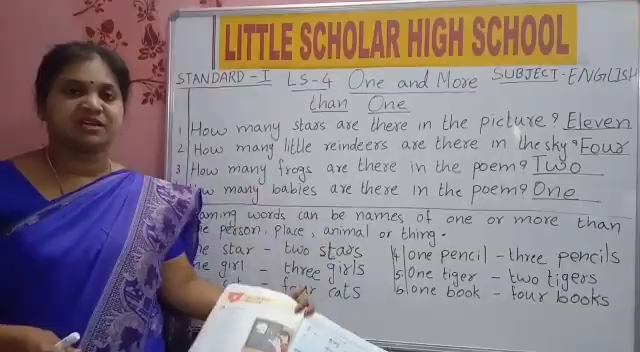 LITTLE SCHOLAR HIGH SCHOOL
STANDARD - I LS-4 One and More SUBJECT - ENGLISH
than One
1 How many stars are there in the picture? Eleven
2 How many little reindeers are there in the sky? Four
3 How many frogs are there in the poem? Two
many babies are there in the poem? One
words can be names of one or more than
person, place, animal or thing.
star - two stars 4) one pencil - three pencils
girl - three girls 5) One tiger - two tigers
four cats 6) one book - four books